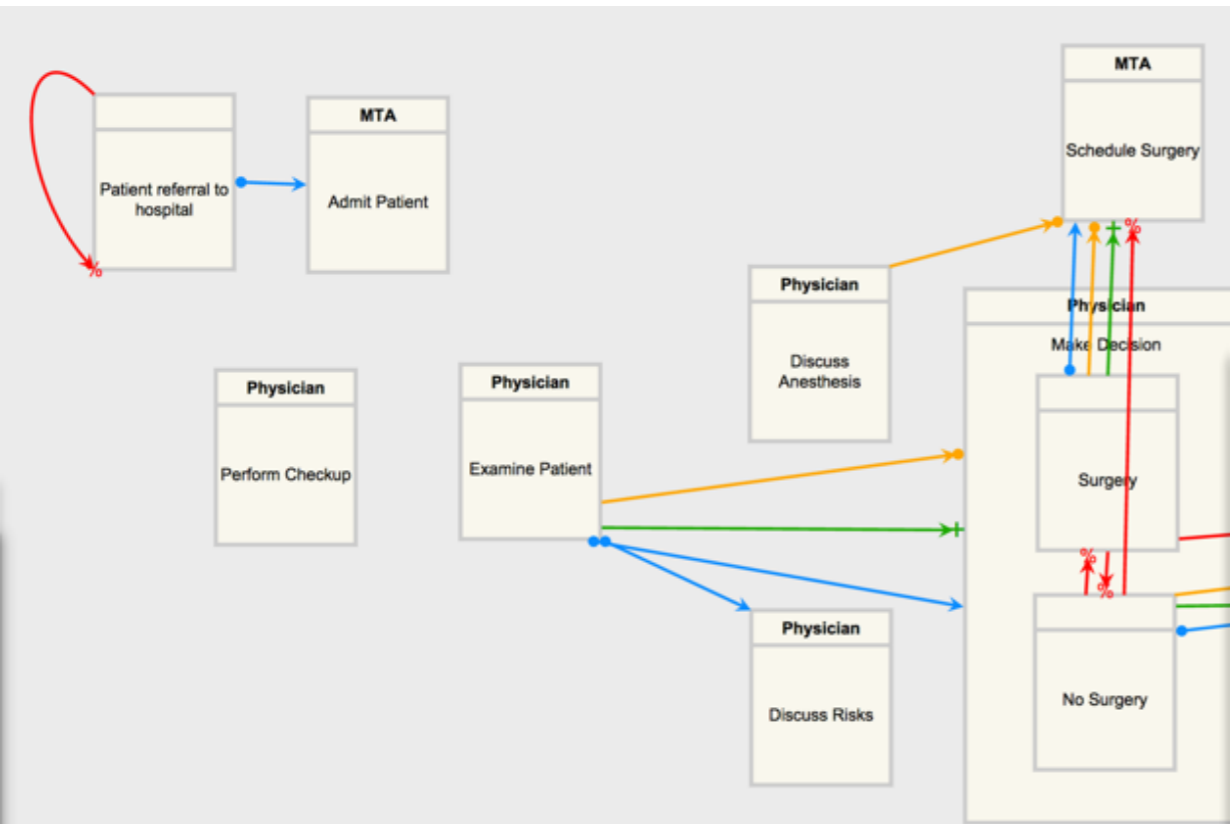 MTA
Schedule Surgery
%
Patient referral to
hospital
%
MTA
Admit Patient
Physician
Discuss
Anesthesis
Physician
Make Decision
Surgery
%
%
No Surgery
Physician
Perform Checkup
Physician
Examine Patient
Physician
Discuss Risks